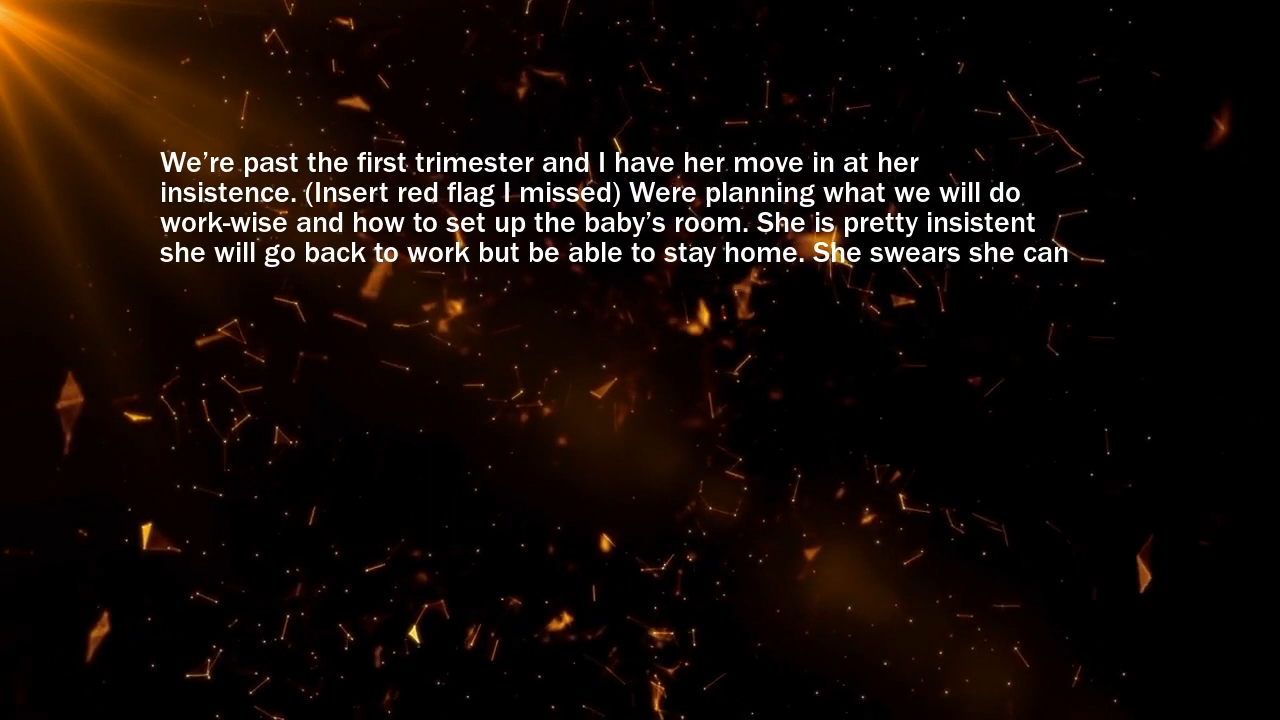 We’re past the first trimester and I have her move in at her
insistence. (Insert red flag I missed) Were planning what we will do
work-wise and how to set up the baby’s room. She is pretty insistent
she will go back to work but be able to stay home. She swears she can